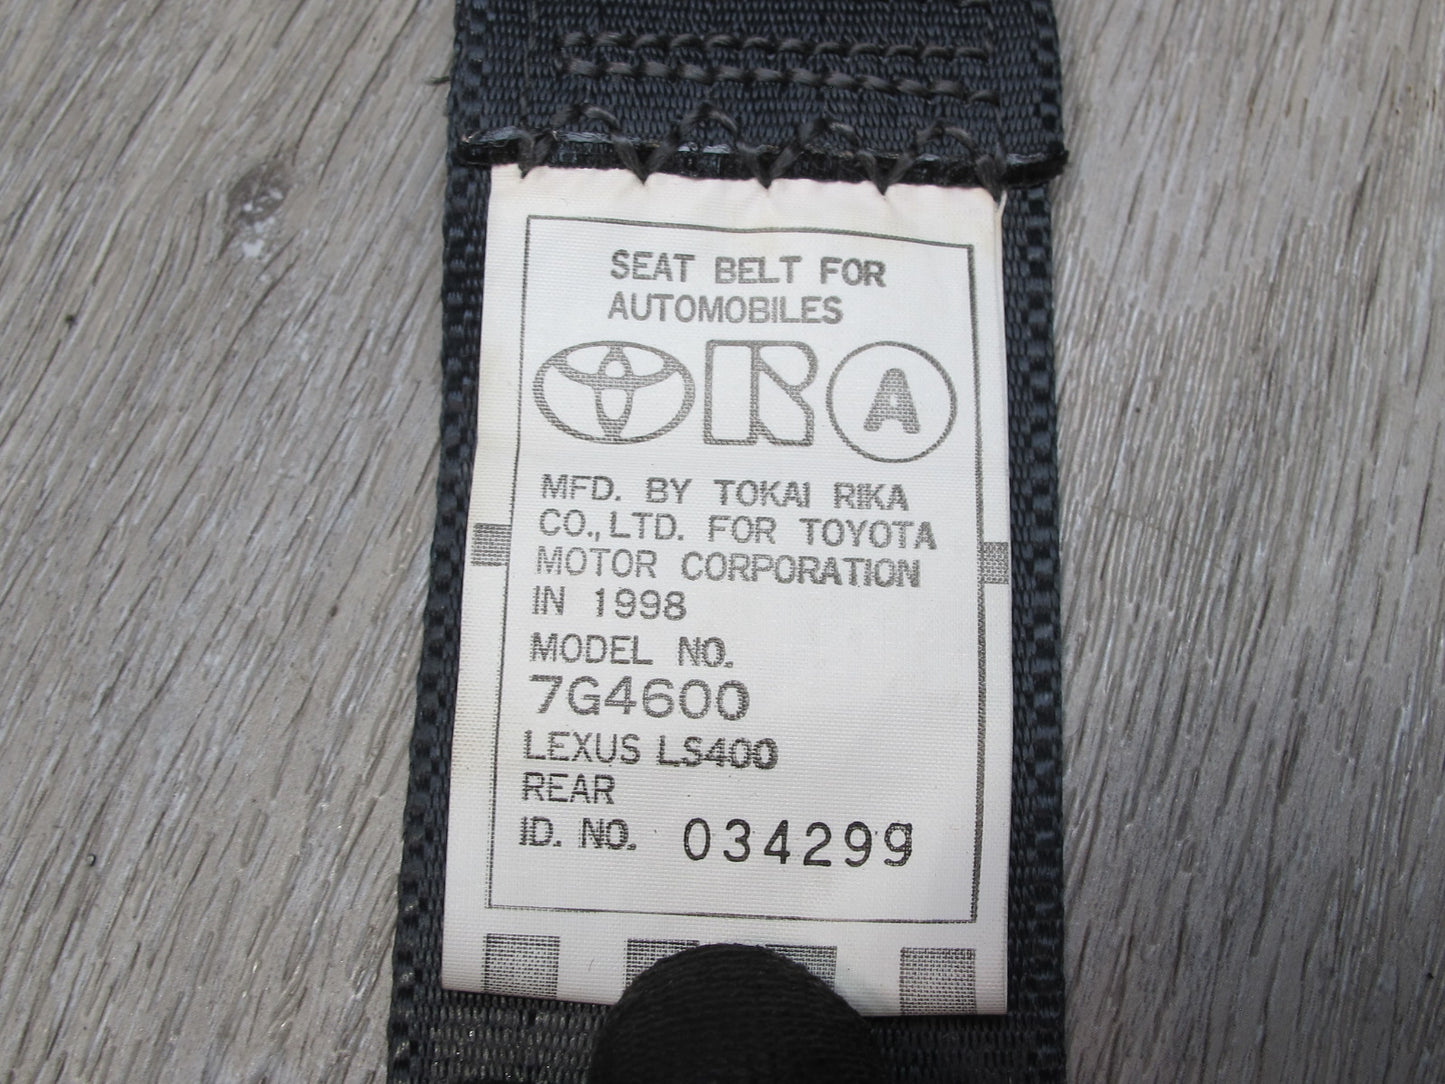 SEAT BELT FOR
AUTOMOBILES
R A
MFD. BY TOKAI RIKA
CO., LTD. FOR TOYOTA
MOTOR CORPORATION
IN 1998
MODEL NO.
7G4600
LEXUS LS400
REAR
ID. NO. 034299